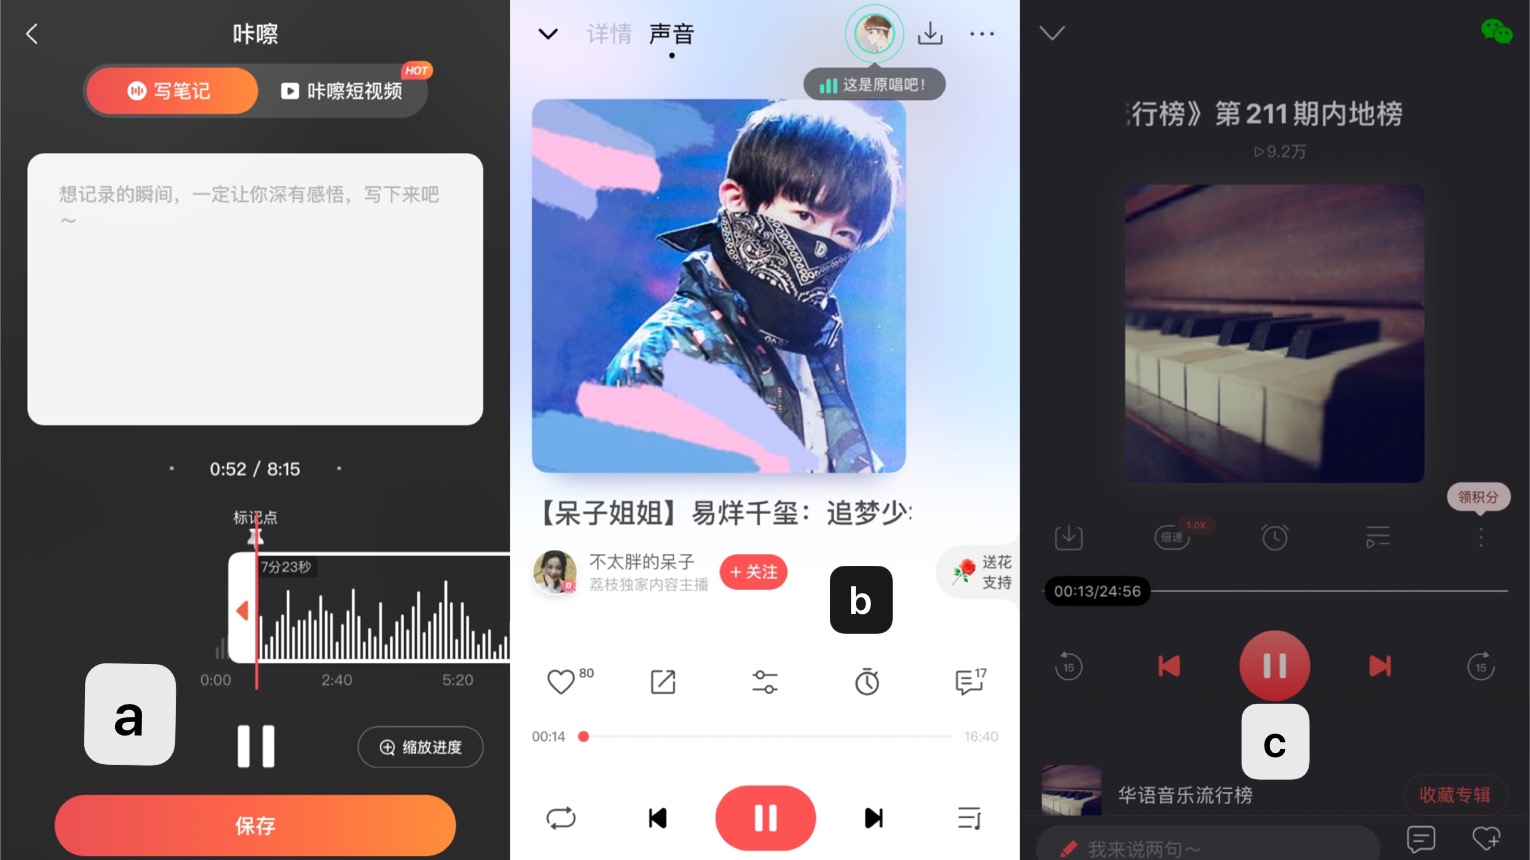 咔嚓
写笔记
咔嚓短视频
HOT
想记录的瞬间，一定让你深有感悟，写下来吧
～
0:52 / 8:15
标记点
7分23秒
0:00
2:40
5:20
a
缩放进度
保存
详情
声音
这是原唱吧！
【呆子姐姐】易烊千玺：追梦少
不太胖的呆子
荔枝独家内容主播
+ 关注
送花
支持
b
80
17
00:14
16:40
行榜》第211期内地榜
9.2万
领积分
倍速
1.0X
00:13/24:56
15
15
c
华语音乐流行榜
收藏专辑
我来说两句～